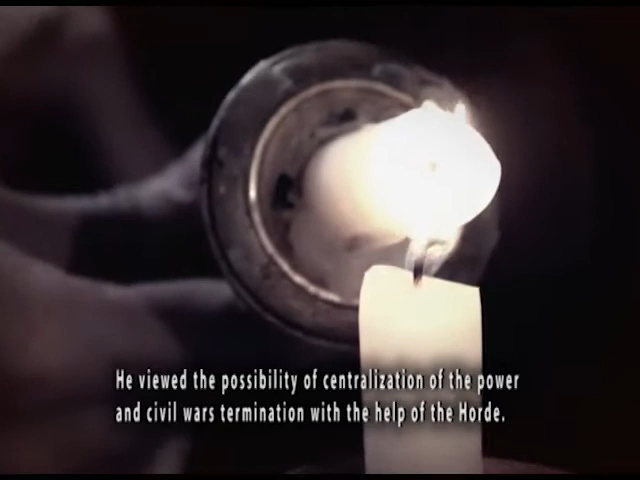 He viewed the possibility of centralization of the power
and civil wars termination with the help of the Horde.